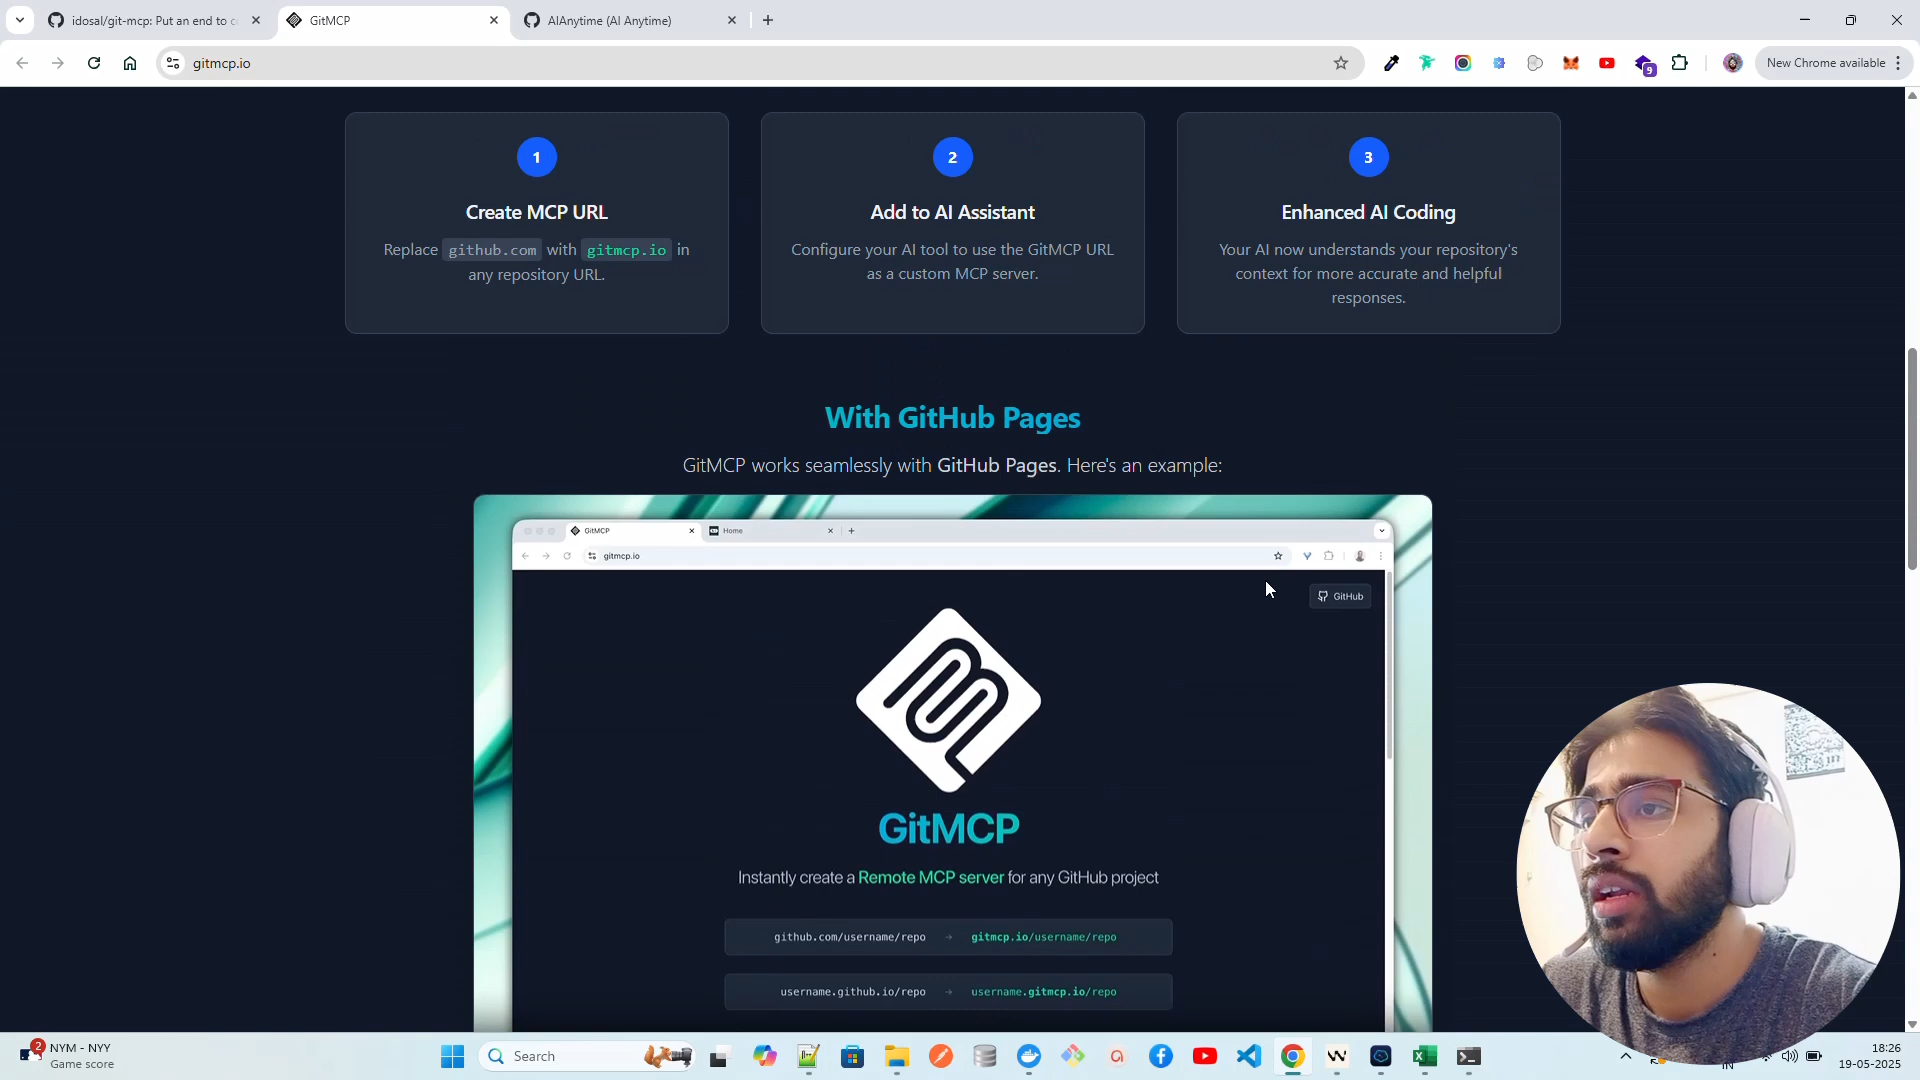 idosal/git-mcp: Put an end to c
GitMCP
AIAnytime (AI Anytime)
gitmcp.io
9
New Chrome available
1
2
3
Create MCP URL
Add to AI Assistant
Enhanced AI Coding
Replace github.com with gitmcp.io in
any repository URL.
Configure your AI tool to use the GitMCP URL
as a custom MCP server.
Your AI now understands your repository's
context for more accurate and helpful
responses.
With GitHub Pages
GitMCP works seamlessly with GitHub Pages. Here's an example:
GitMCP
Home
gitmcp.io
GitHub
GitMCP
Instantly create a Remote MCP server for any GitHub project
github.com/username/repo → gitmcp.io/username/repo
username.github.io/repo → username.gitmcp.io/repo
2
NYM - NYY
Game score
Search
IN
18:26
19-05-2025